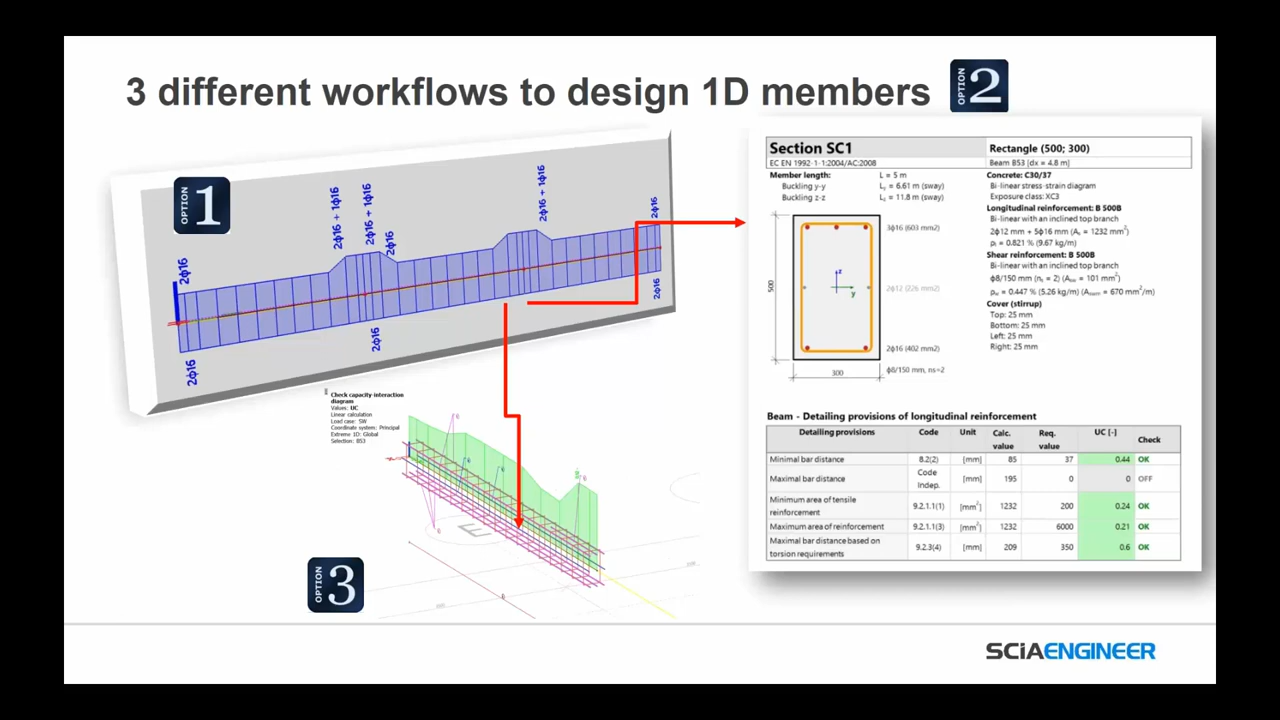 3 different workflows to design 1D members
OPTION 2
OPTION 1
2ϕ16
2ϕ16 + 1ϕ16
2ϕ16 + 1ϕ16
2ϕ16
2ϕ16 + 1ϕ16
2ϕ16
2ϕ16
2ϕ16
2ϕ16
Check capacity-interaction
diagram
Values: UC
Linear calculation
Load case: SW
Coordinate system: Principal
Extreme 1D: Global
Selection: B53
OPTION 3
Section SC1
EC EN 1992-1-1:2004/AC:2008
Rectangle (500; 300)
Beam B53 [dx = 4.8 m]
Member length: L = 5 m
Buckling y-y Ly = 6.61 m (sway)
Buckling z-z Lz = 11.8 m (sway)
3ϕ16 (603 mm2)
500
z
y
2ϕ12 (226 mm2)
2ϕ16 (402 mm2)
300
ϕ8/150 mm, ns=2
Concrete: C30/37
Bi-linear stress-strain diagram
Exposure class: XC3
Longitudinal reinforcement: B 500B
Bi-linear with an inclined top branch
2ϕ12 mm + 5ϕ16 mm (As = 1232 mm²)
ρl = 0.821 % (9.67 kg/m)
Shear reinforcement: B 500B
Bi-linear with an inclined top branch
ϕ8/150 mm (ns = 2) (Asw = 101 mm²)
ρw = 0.447 % (5.26 kg/m) (Aswm = 670 mm²/m)
Cover (stirrup)
Top: 25 mm
Bottom: 25 mm
Left: 25 mm
Right: 25 mm
Beam - Detailing provisions of longitudinal reinforcement
Detailing provisions Code Unit Calc. value Req. value UC [-] Check
Minimal bar distance 8.2(2) [mm] 85 37 0.44 OK
Maximal bar distance Code Indep. [mm] 195 0 0 OFF
Minimum area of tensile reinforcement 9.2.1.1(1) [mm²] 1232 200 0.24 OK
Maximum area of reinforcement 9.2.1.1(3) [mm²] 1232 6000 0.21 OK
Maximal bar distance based on torsion requirements 9.2.3(4) [mm] 209 350 0.6 OK
SCIAENGINEER